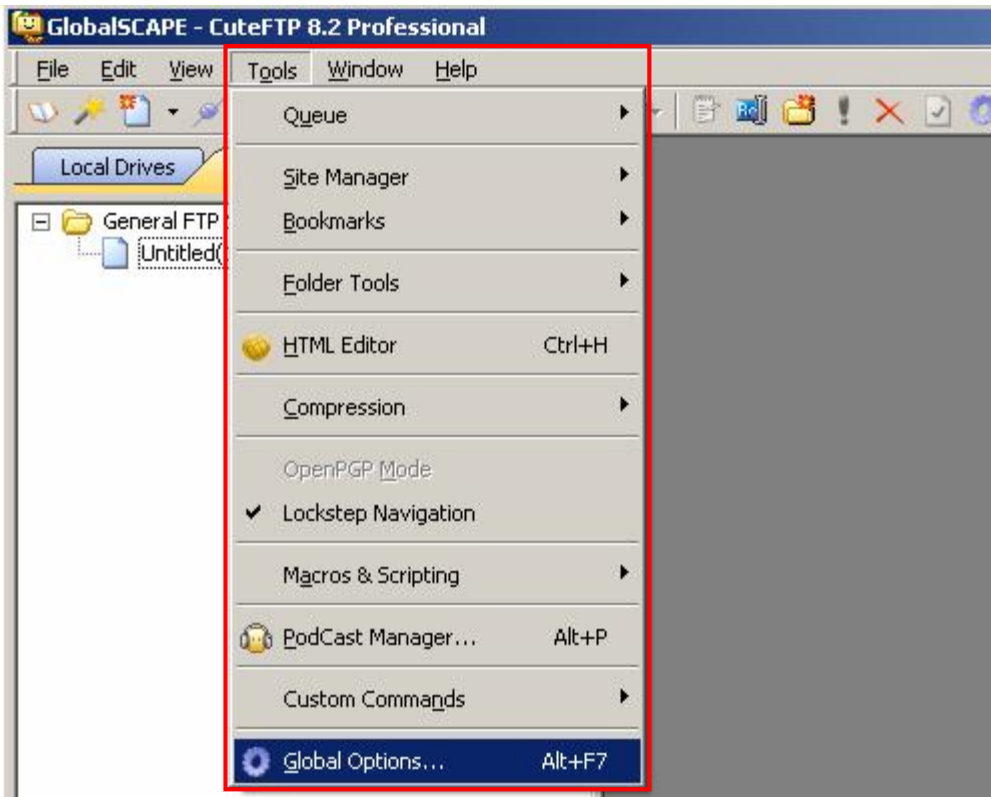 GlobalSCAPE - CuteFTP 8.2 Professional
File Edit View Tools Window Help
Local Drives
General FTP
Untitled(
Queue
Site Manager
Bookmarks
Folder Tools
HTML Editor Ctrl+H
Compression
OpenPGP Mode
Lockstep Navigation
Macros & Scripting
PodCast Manager... Alt+P
Custom Commands
Global Options... Alt+F7